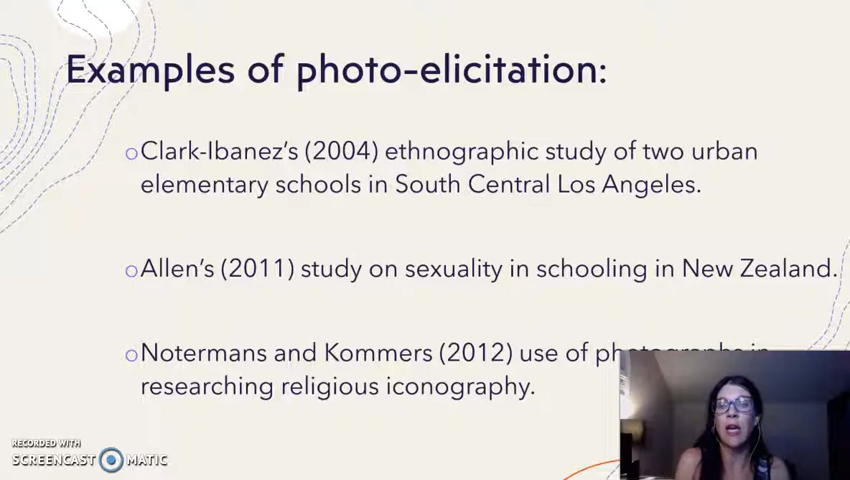 Examples of photo-elicitation:
Clark-Ibanez's (2004) ethnographic study of two urban
elementary schools in South Central Los Angeles.
Allen's (2011) study on sexuality in schooling in New Zealand.
Notermans and Kommers (2012) use of photographs in
researching religious iconography.
RECORDED WITH
SCREENCAST MATIC